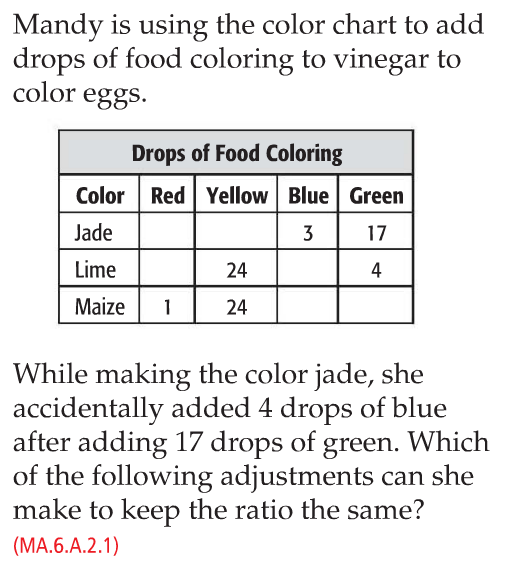 Mandy is using the color chart to add
drops of food coloring to vinegar to
color eggs.
Drops of Food Coloring
Color Red Yellow Blue Green
Jade 3 17
Lime 24 4
Maize 1 24
While making the color jade, she
accidentally added 4 drops of blue
after adding 17 drops of green. Which
of the following adjustments can she
make to keep the ratio the same?
(MA.6.A.2.1)